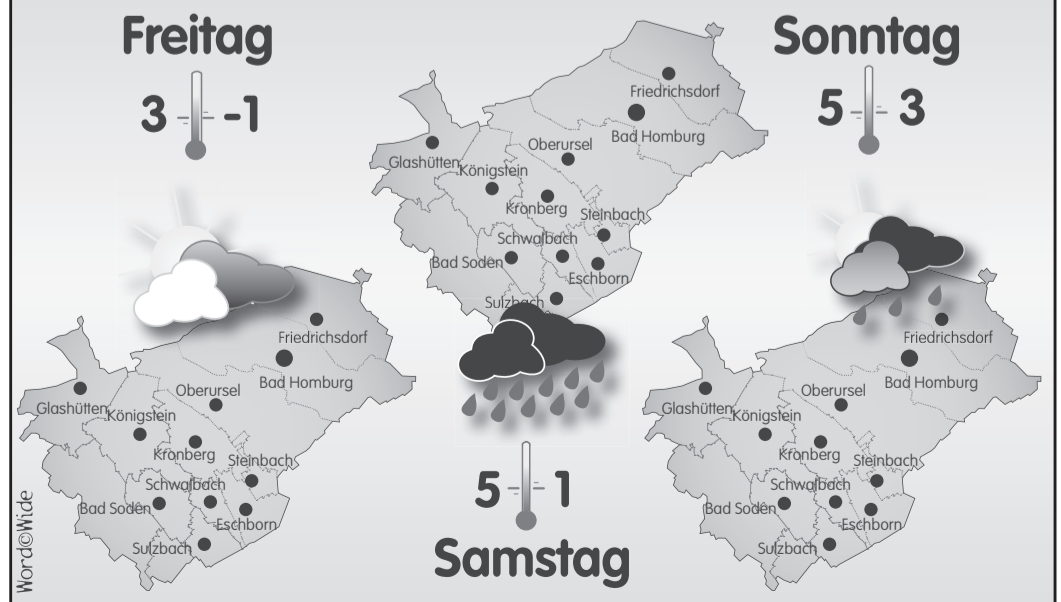 Freitag
3 -1
Friedrichsdorf
Bad Homburg
Oberursel
Glashütten
Königstein
Kronberg
Steinbach
Schwalbach
Bad Soden
Eschborn
Sulzbach
Word©Wide
Friedrichsdorf
Bad Homburg
Oberursel
Glashütten
Königstein
Kronberg
Steinbach
Schwalbach
Bad Soden
Eschborn
Sulzbach
5 1
Samstag
Sonntag
5 3
Friedrichsdorf
Bad Homburg
Oberursel
Glashütten
Königstein
Kronberg
Steinbach
Schwalbach
Bad Soden
Eschborn
Sulzbach